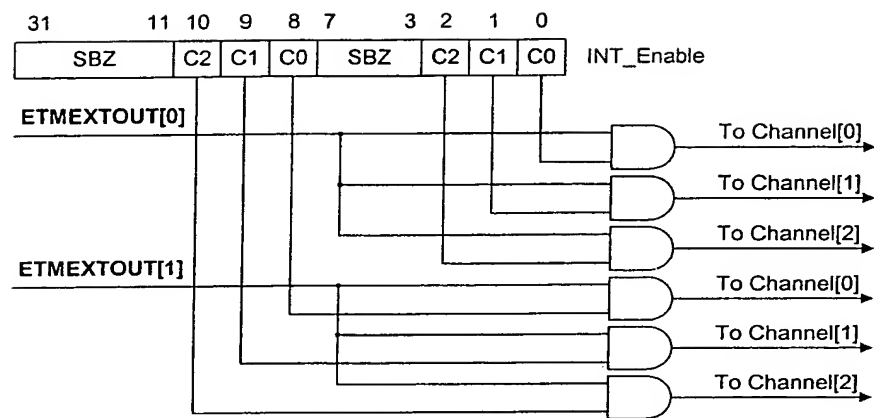 31 11 10 9 8 7 3 2 1 0
SBZ C2 C1 C0 SBZ C2 C1 C0 INT_Enable
ETMEXTOUT[0]
To Channel[0]
To Channel[1]
To Channel[2]
ETMEXTOUT[1]
To Channel[0]
To Channel[1]
To Channel[2]